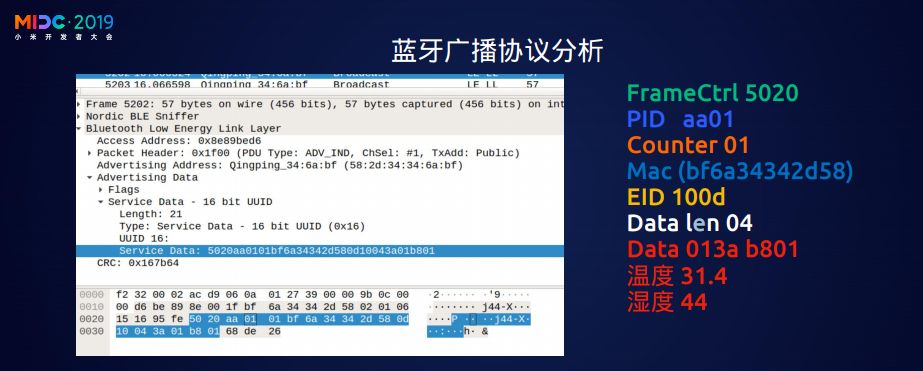 MIDC·2019
小米开发者大会
蓝牙广播协议分析
5203 16.066598 Qingping_34:6a:bf Broadcast LE LL 57
Frame 5202: 57 bytes on wire (456 bits), 57 bytes captured (456 bits) on int
Nordic BLE Sniffer
Bluetooth Low Energy Link Layer
Access Address: 0x8e89bed6
Packet Header: 0x1f00 (PDU Type: ADV_IND, ChSel: #1, TxAdd: Public)
Advertising Address: Qingping_34:6a:bf (58:2d:34:34:6a:bf)
Advertising Data
Flags
Service Data - 16 bit UUID
Length: 21
Type: Service Data - 16 bit UUID (0x16)
UUID 16:
Service Data: 5020aa0101bf6a34342d580d10043a01b801
CRC: 0x167b64
0000 f2 32 00 02 ac d9 06 0a 01 27 39 00 00 9b 0c 00 ·2······ ·'9·····
0010 00 d6 be 89 8e 00 1f bf 6a 34 34 2d 58 02 01 06 ········ j44-X···
0020 15 16 95 fe 50 20 aa 01 01 bf 6a 34 34 2d 58 0d ····P ·· ··j44-X·
0030 10 04 3a 01 b8 01 68 de 26 ··:···h· &
FrameCtrl 5020
PID aa01
Counter 01
Mac (bf6a34342d58)
EID 100d
Data len 04
Data 013a b801
温度 31.4
湿度 44